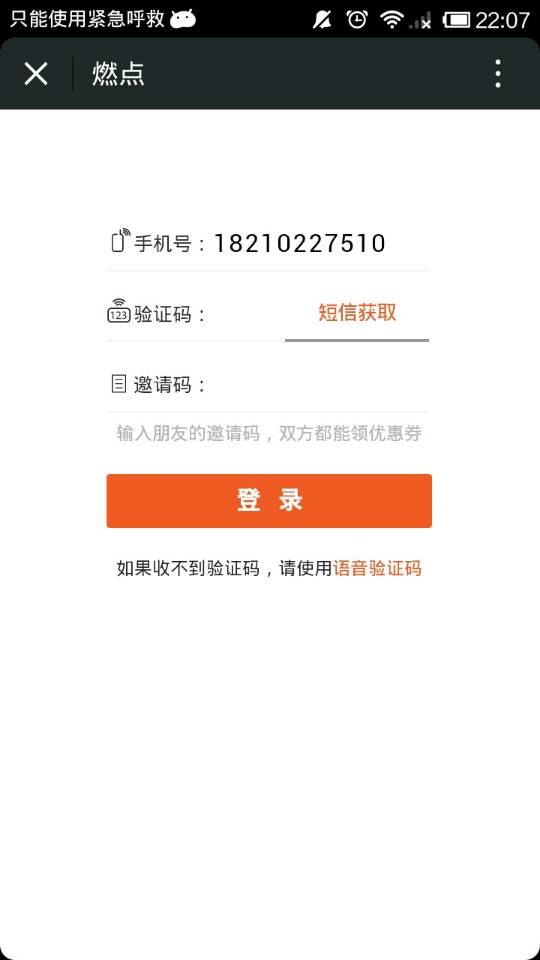 只能使用紧急呼救 22:07
燃点
手机号：18210227510
123 验证码： 短信获取
邀请码：
输入朋友的邀请码，双方都能领优惠券
登 录
如果收不到验证码，请使用语音验证码